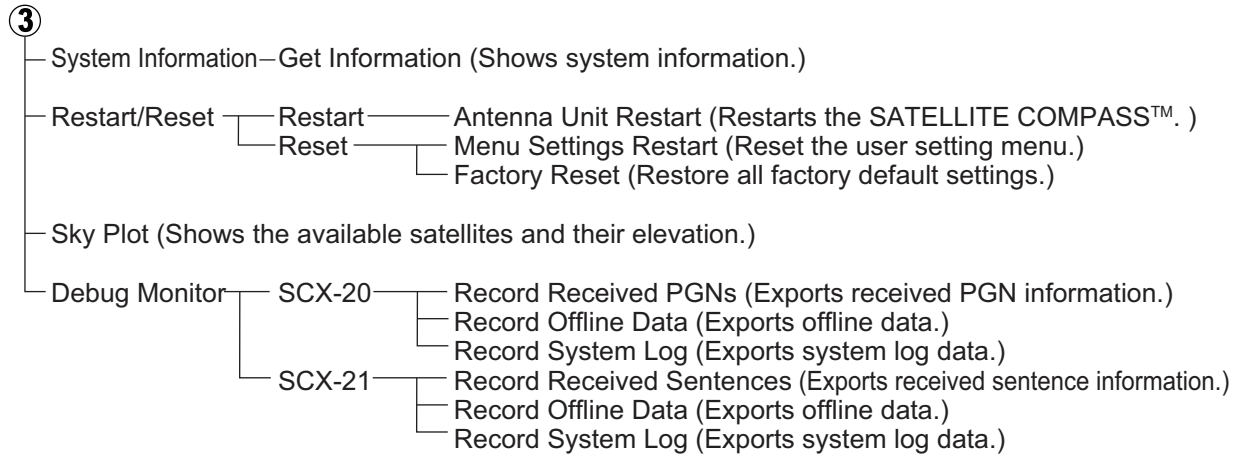 3
System Information Get Information (Shows system information.)
Restart/Reset Restart Antenna Unit Restart (Restarts the SATELLITE COMPASS™. )
Reset Menu Settings Restart (Reset the user setting menu.)
Factory Reset (Restore all factory default settings.)
Sky Plot (Shows the available satellites and their elevation.)
Debug Monitor SCX-20 Record Received PGNs (Exports received PGN information.)
Record Offline Data (Exports offline data.)
Record System Log (Exports system log data.)
SCX-21 Record Received Sentences (Exports received sentence information.)
Record Offline Data (Exports offline data.)
Record System Log (Exports system log data.)